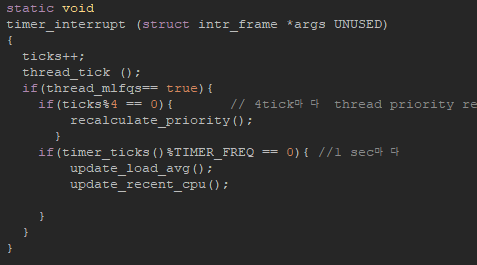 static void
timer_interrupt (struct intr_frame *args UNUSED)
{
  ticks++;
  thread_tick ();
  if(thread_mlfqs== true){
    if(ticks%4 == 0){       // 4tick마 다  thread priority re
        recalculate_priority();
      }
    if(timer_ticks()%TIMER_FREQ == 0){ //1 sec마 다
        update_load_avg();
        update_recent_cpu();

    }
  }
}